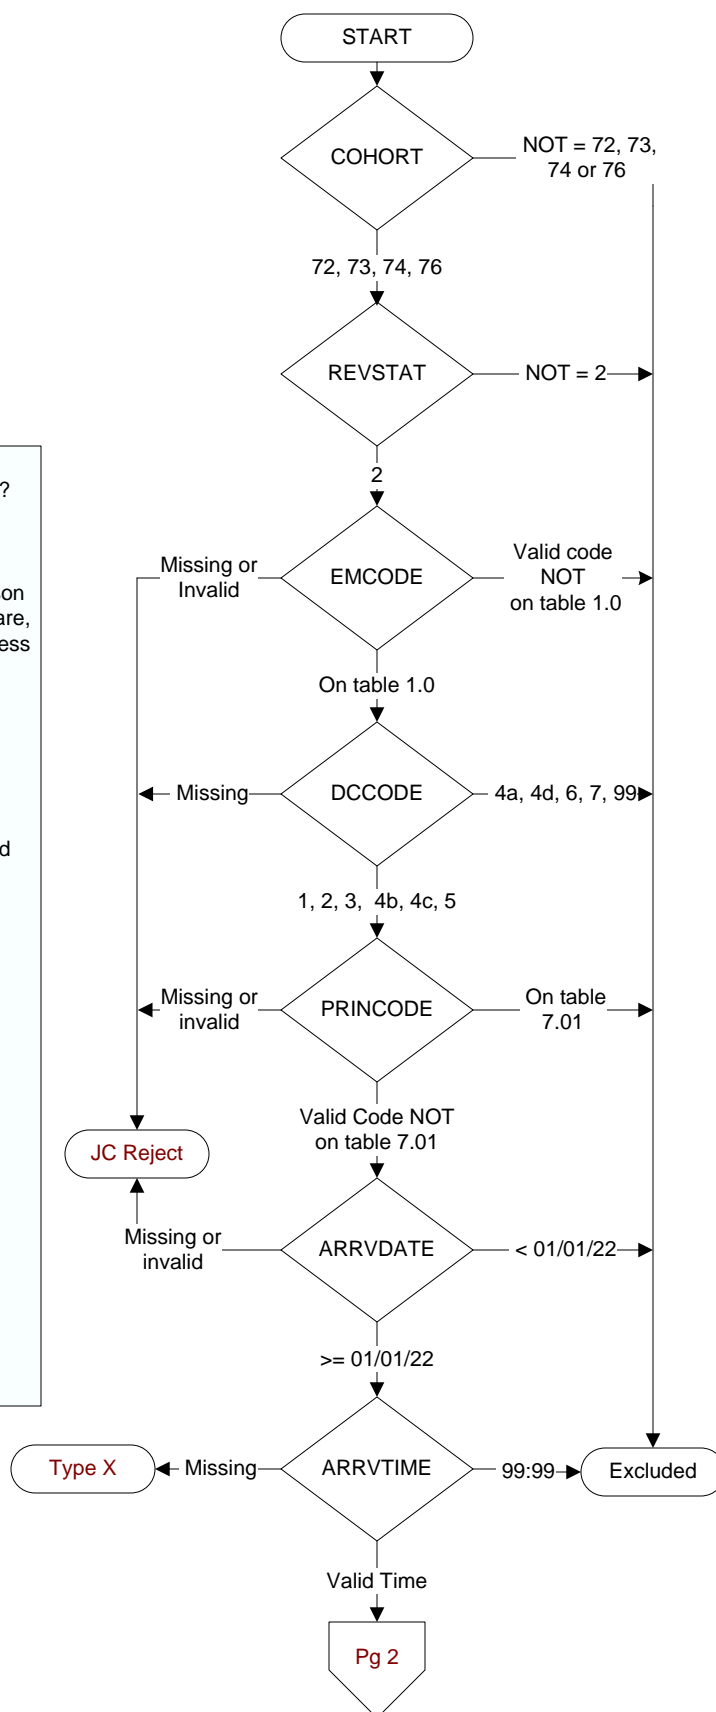 START
COHORT
NOT = 72, 73,
74 or 76
72, 73, 74, 76
REVSTAT
NOT = 2
2
?
Missing or
Invalid
EMCODE
Valid code
NOT
on table 1.0
are,
ess
On table 1.0
Missing
DCCODE
4a, 4d, 6, 7, 99
d
1, 2, 3, 4b, 4c, 5
Missing or
invalid
PRINCODE
On table
7.01
Valid Code NOT
on table 7.01
JC Reject
Missing or
invalid
ARRVDATE
< 01/01/22
>= 01/01/22
Type X
Missing
ARRVTIME
99:99
Excluded
Valid Time
Pg 2